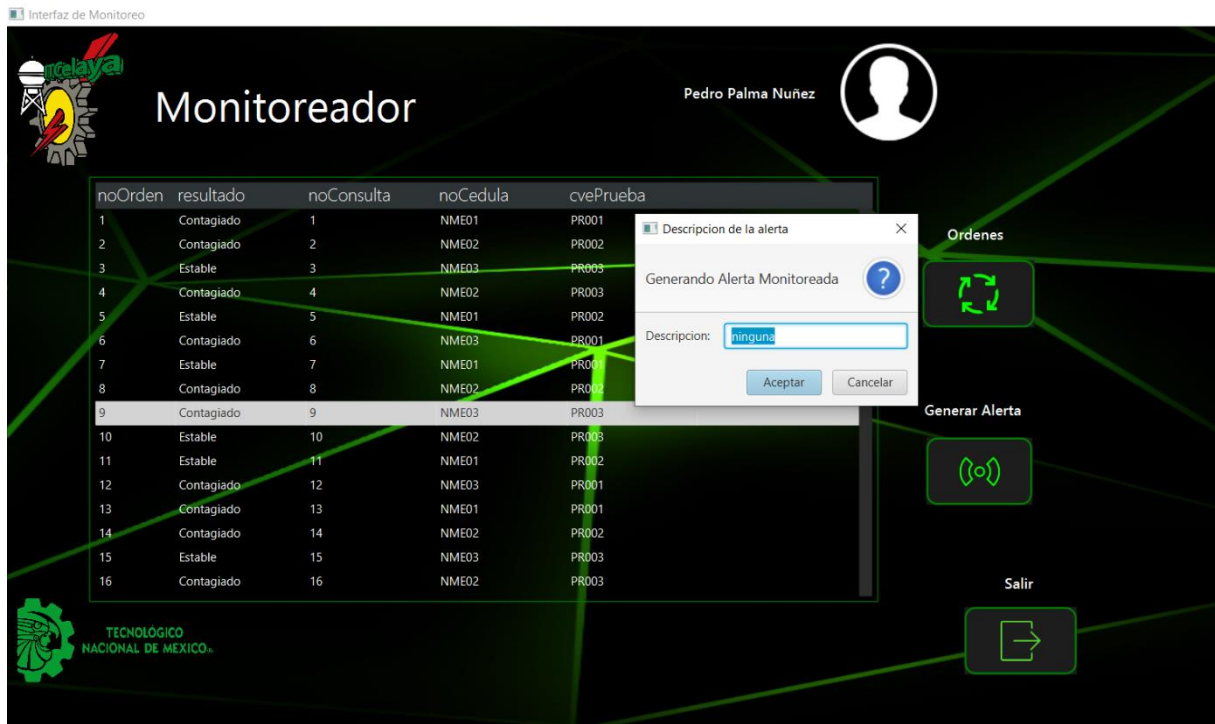 Interfaz de Monitoreo
itcelaya
Monitoreador
Pedro Palma Nuñez
noOrden resultado noConsulta noCedula cvePrueba
1 Contagiado 1 NME01 PR001
2 Contagiado 2 NME02 PR002
3 Estable 3 NME03 PR003
4 Contagiado 4 NME02 PR003
5 Estable 5 NME01 PR002
6 Contagiado 6 NME03 PR001
7 Estable 7 NME01 PR001
8 Contagiado 8 NME02 PR002
9 Contagiado 9 NME03 PR003
10 Estable 10 NME02 PR003
11 Estable 11 NME01 PR002
12 Contagiado 12 NME03 PR001
13 Contagiado 13 NME01 PR001
14 Contagiado 14 NME02 PR002
15 Estable 15 NME03 PR003
16 Contagiado 16 NME02 PR003
Descripcion de la alerta
Generando Alerta Monitoreada
?
Descripcion: ninguna
Aceptar Cancelar
Ordenes
Generar Alerta
Salir
TECNOLÓGICO
NACIONAL DE MEXICO